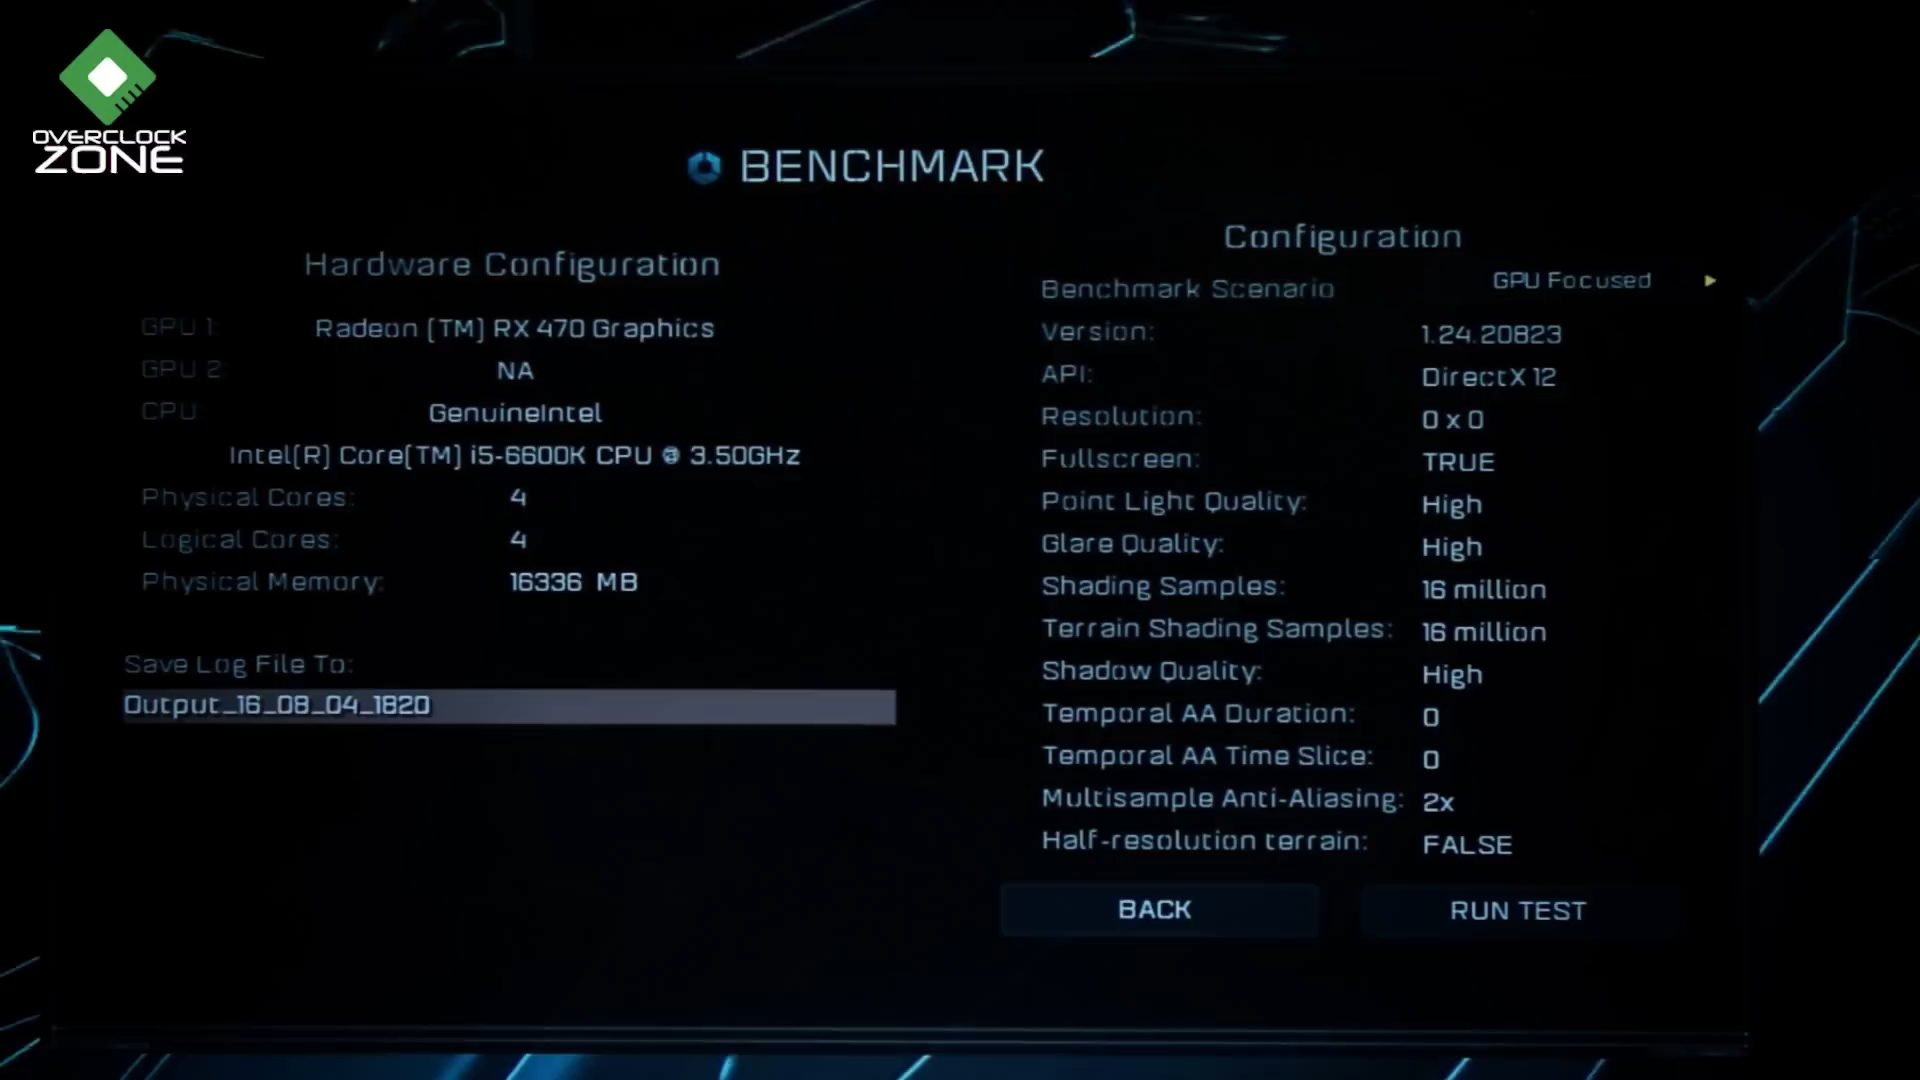 OVERCLOCK
ZONE
BENCHMARK
Hardware Configuration
GPU 1: Radeon (TM) RX 470 Graphics
GPU 2: NA
CPU: GenuineIntel
Intel(R) Core(TM) i5-6600K CPU @ 3.50GHz
Physical Cores: 4
Logical Cores: 4
Physical Memory: 16336 MB
Save Log File To:
Output_16_08_04_1820
Configuration
Benchmark Scenario GPU Focused
Version: 1.24.20823
API: DirectX 12
Resolution: 0 x 0
Fullscreen: TRUE
Point Light Quality: High
Glare Quality: High
Shading Samples: 16 million
Terrain Shading Samples: 16 million
Shadow Quality: High
Temporal AA Duration: 0
Temporal AA Time Slice: 0
Multisample Anti-Aliasing: 2x
Half-resolution terrain: FALSE
BACK
RUN TEST